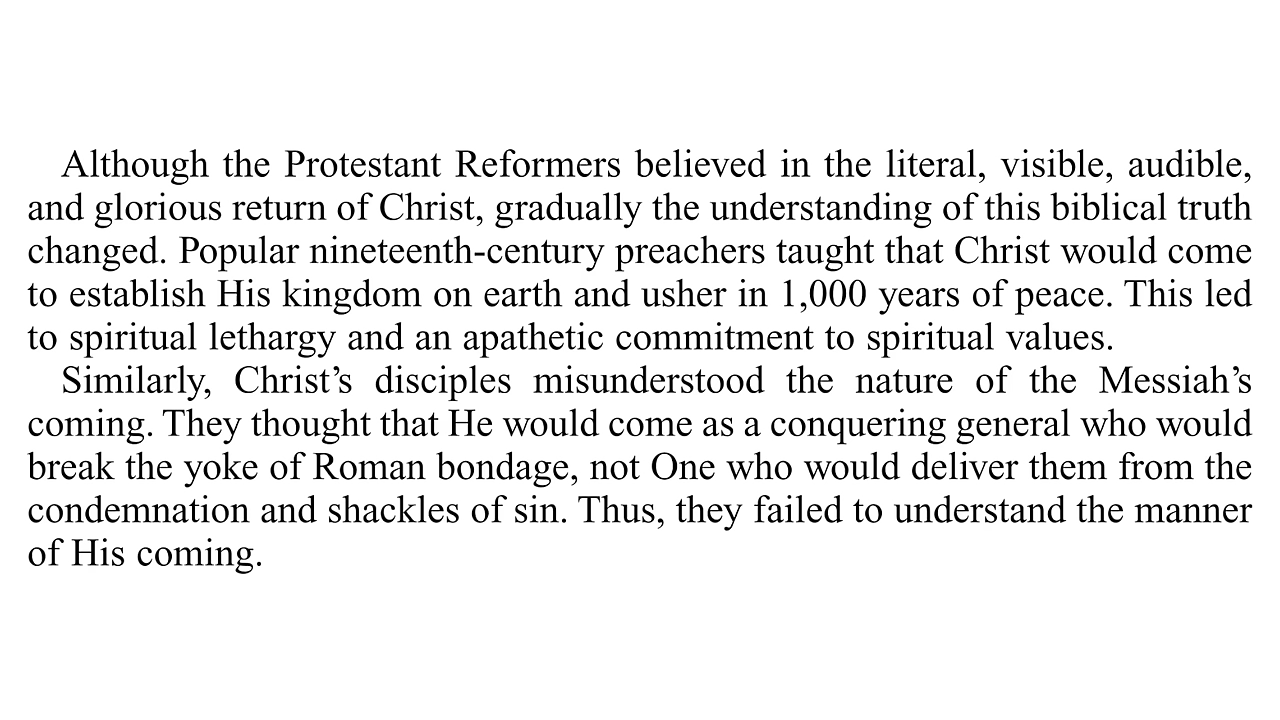 Although the Protestant Reformers believed in the literal, visible, audible,
and glorious return of Christ, gradually the understanding of this biblical truth
changed. Popular nineteenth-century preachers taught that Christ would come
to establish His kingdom on earth and usher in 1,000 years of peace. This led
to spiritual lethargy and an apathetic commitment to spiritual values.
Similarly, Christ’s disciples misunderstood the nature of the Messiah’s
coming. They thought that He would come as a conquering general who would
break the yoke of Roman bondage, not One who would deliver them from the
condemnation and shackles of sin. Thus, they failed to understand the manner
of His coming.